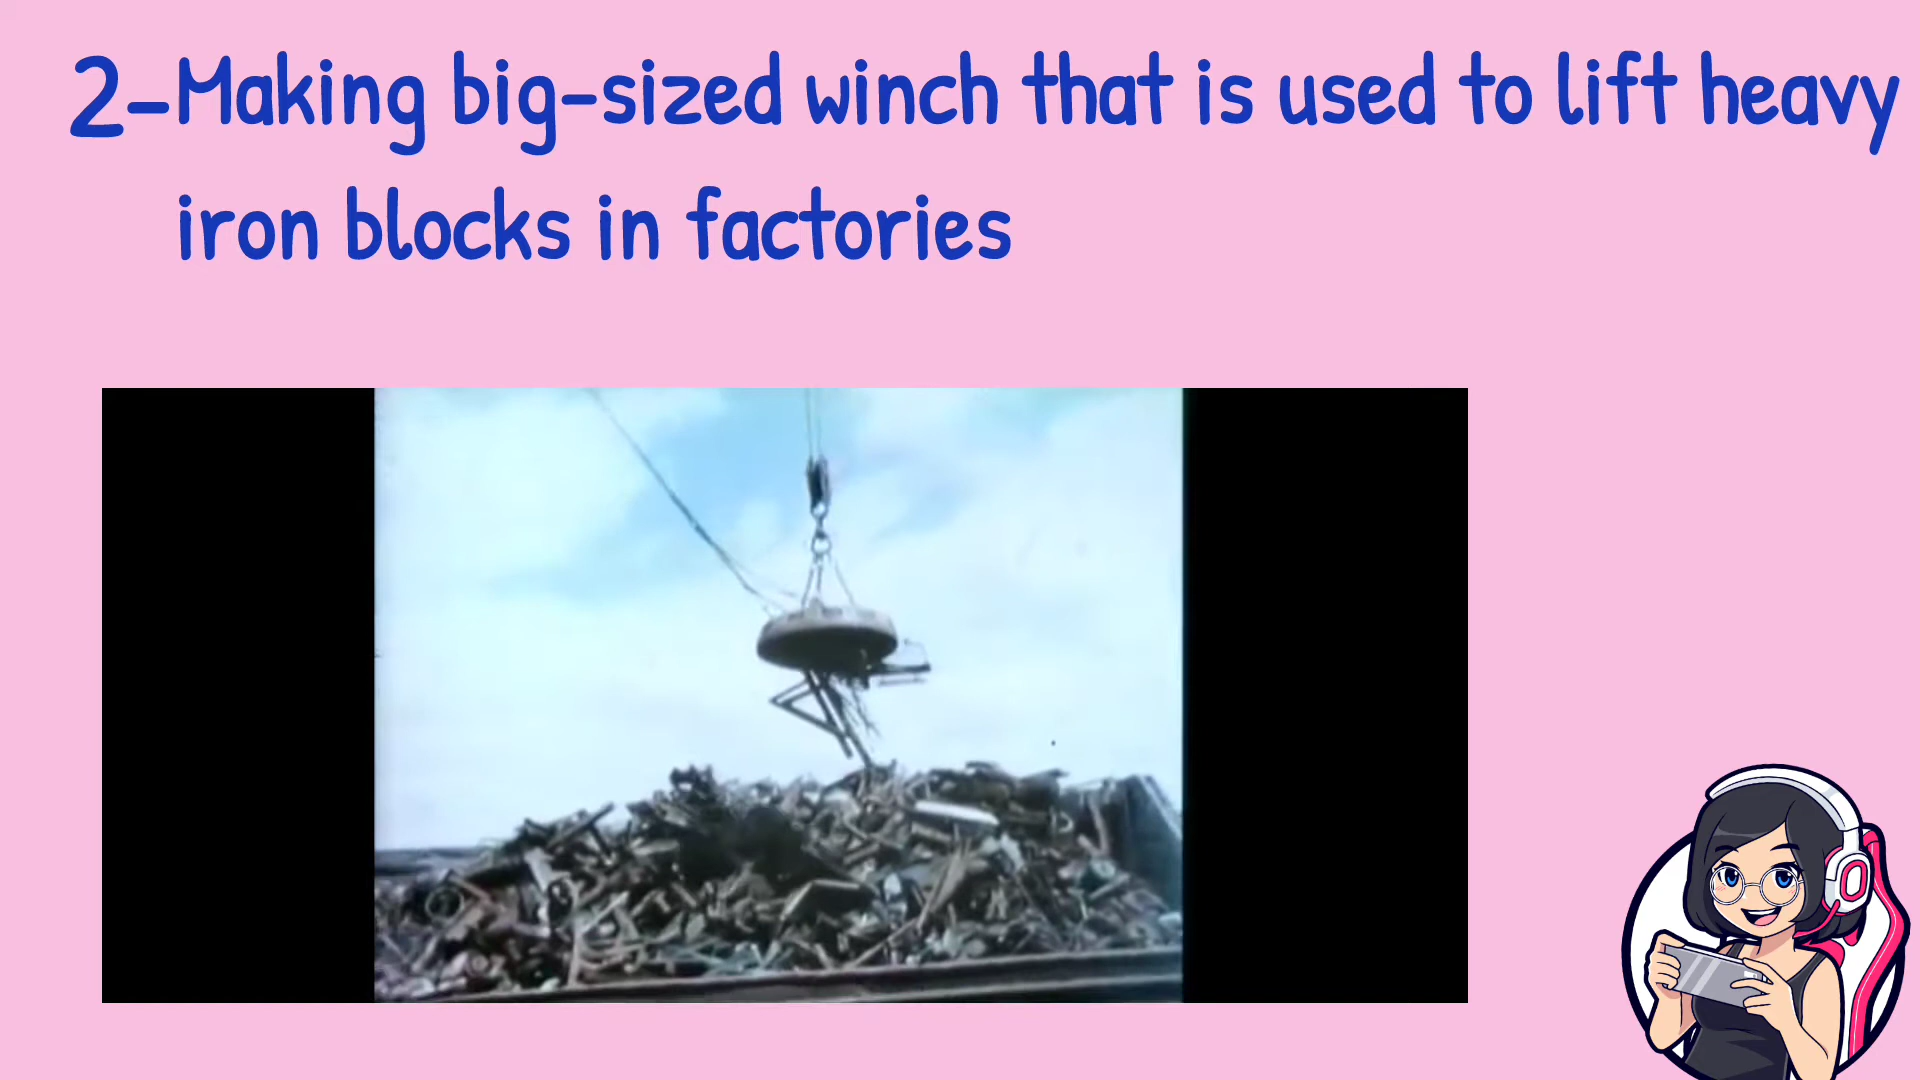 2-Making big-sized winch that is used to lift heavy
iron blocks in factories